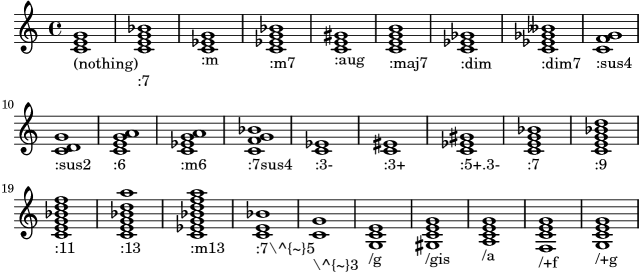 (nothing) :7 :m :m7 :aug :maj7 :dim :dim7 :sus4
10
:sus2 :6 :m6 :7sus4 :3- :3+ :5+.3- :7 :9
19
:11 :13 :m13 :7\^{~}5 \^{~}3 /g /gis /a /+f /+g